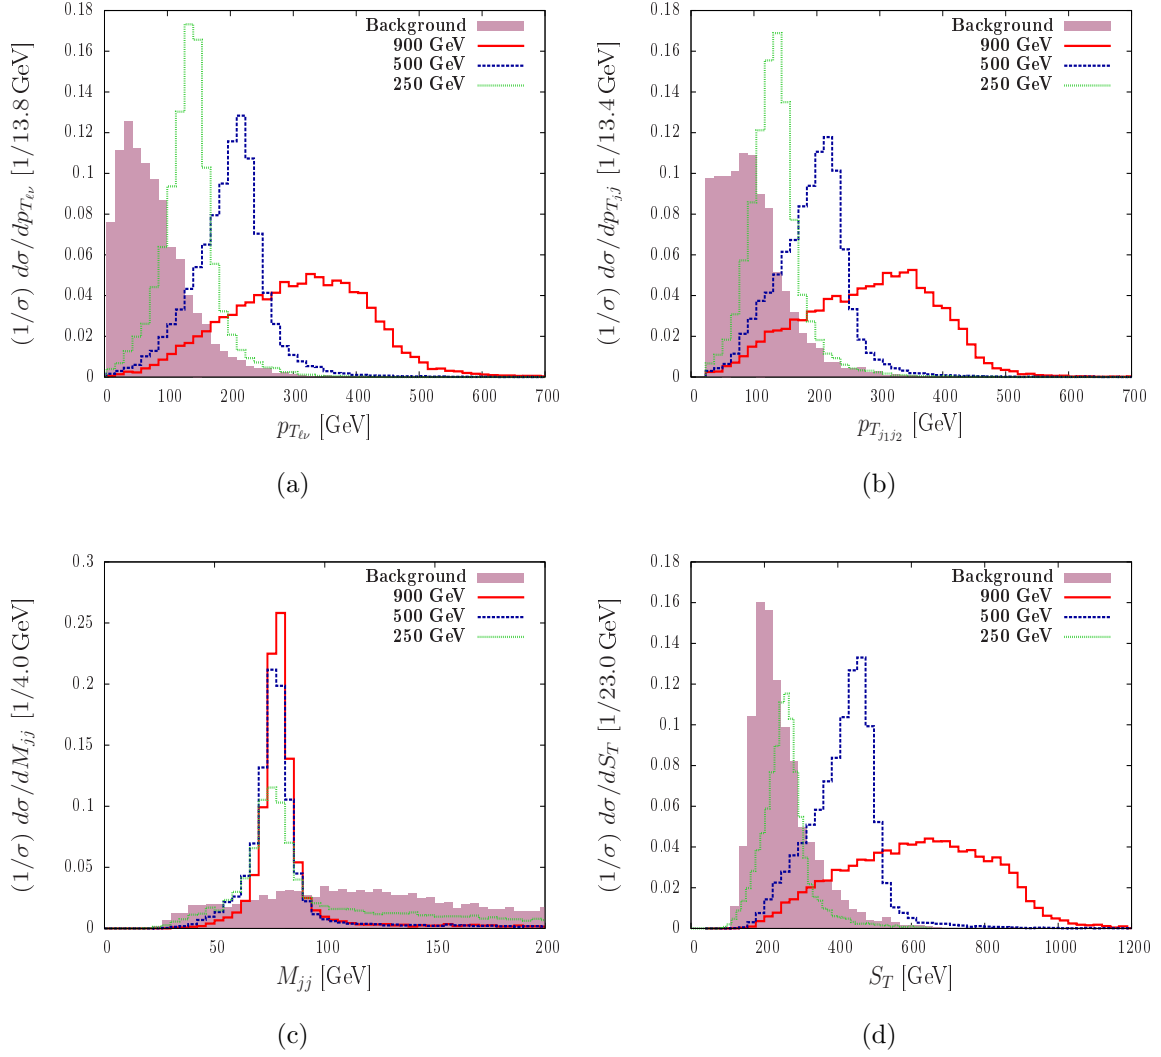 (1/σ) dσ/dp_{T_{ℓν}} [1/13.8 GeV]
0.18
0.16
0.14
0.12
0.1
0.08
0.06
0.04
0.02
0
Background
900 GeV
500 GeV
250 GeV
0 100 200 300 400 500 600 700
p_{T_{ℓν}} [GeV]
(a)
(1/σ) dσ/dp_{T_{jj}} [1/13.4 GeV]
0.18
0.16
0.14
0.12
0.1
0.08
0.06
0.04
0.02
0
Background
900 GeV
500 GeV
250 GeV
0 100 200 300 400 500 600 700
p_{T_{j_1j_2}} [GeV]
(b)
(1/σ) dσ/dM_{jj} [1/4.0 GeV]
0.3
0.25
0.2
0.15
0.1
0.05
0
Background
900 GeV
500 GeV
250 GeV
0 50 100 150 200
M_{jj} [GeV]
(c)
(1/σ) dσ/dS_T [1/23.0 GeV]
0.18
0.16
0.14
0.12
0.1
0.08
0.06
0.04
0.02
0
Background
900 GeV
500 GeV
250 GeV
0 200 400 600 800 1000 1200
S_T [GeV]
(d)